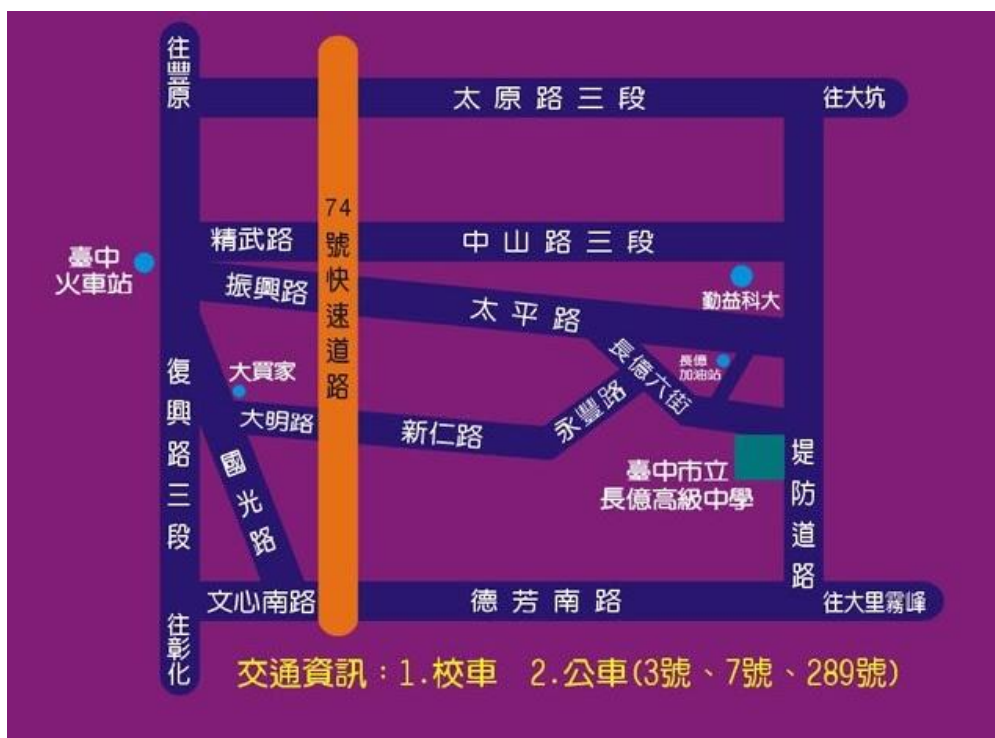 往豐原
太原路三段
往大坑
74號快速道路
精武路
中山路三段
臺中
火車站
振興路
勤益科大
太平路
長億六街
長億
加油站
大買家
復興路三段
大明路
新仁路
永豐路
國光路
臺中市立
長億高級中學
堤防道路
文心南路
德芳南路
往大里霧峰
往彰化
交通資訊：1.校車 2.公車(3號、7號、289號)